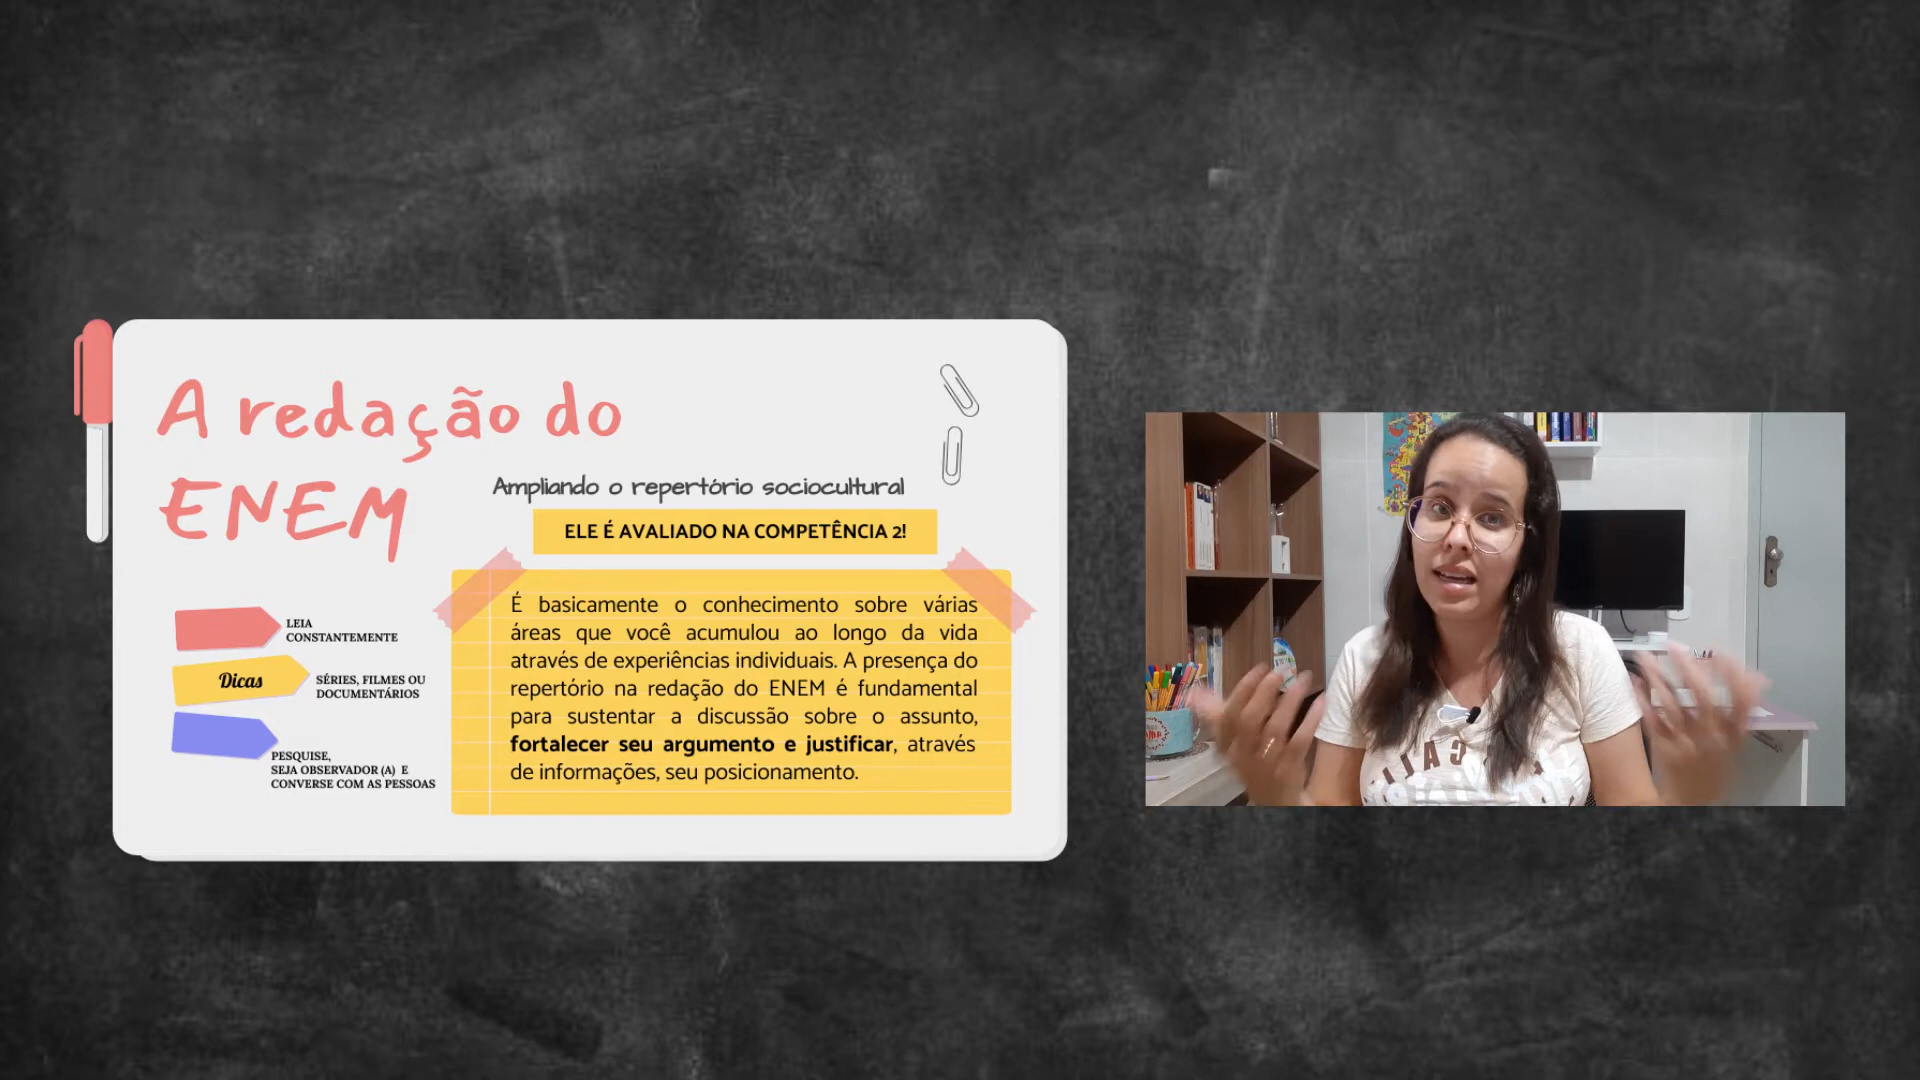 A redação do
ENEM
Ampliando o repertório sociocultural
ELE É AVALIADO NA COMPETÊNCIA 2!
É basicamente o conhecimento sobre várias
áreas que você acumulou ao longo da vida
através de experiências individuais. A presença do
repertório na redação do ENEM é fundamental
para sustentar a discussão sobre o assunto,
fortalecer seu argumento e justificar, através
de informações, seu posicionamento.
LEIA
CONSTANTEMENTE
Dicas
SÉRIES, FILMES OU
DOCUMENTÁRIOS
PESQUISE,
SEJA OBSERVADOR (A) E
CONVERSE COM AS PESSOAS